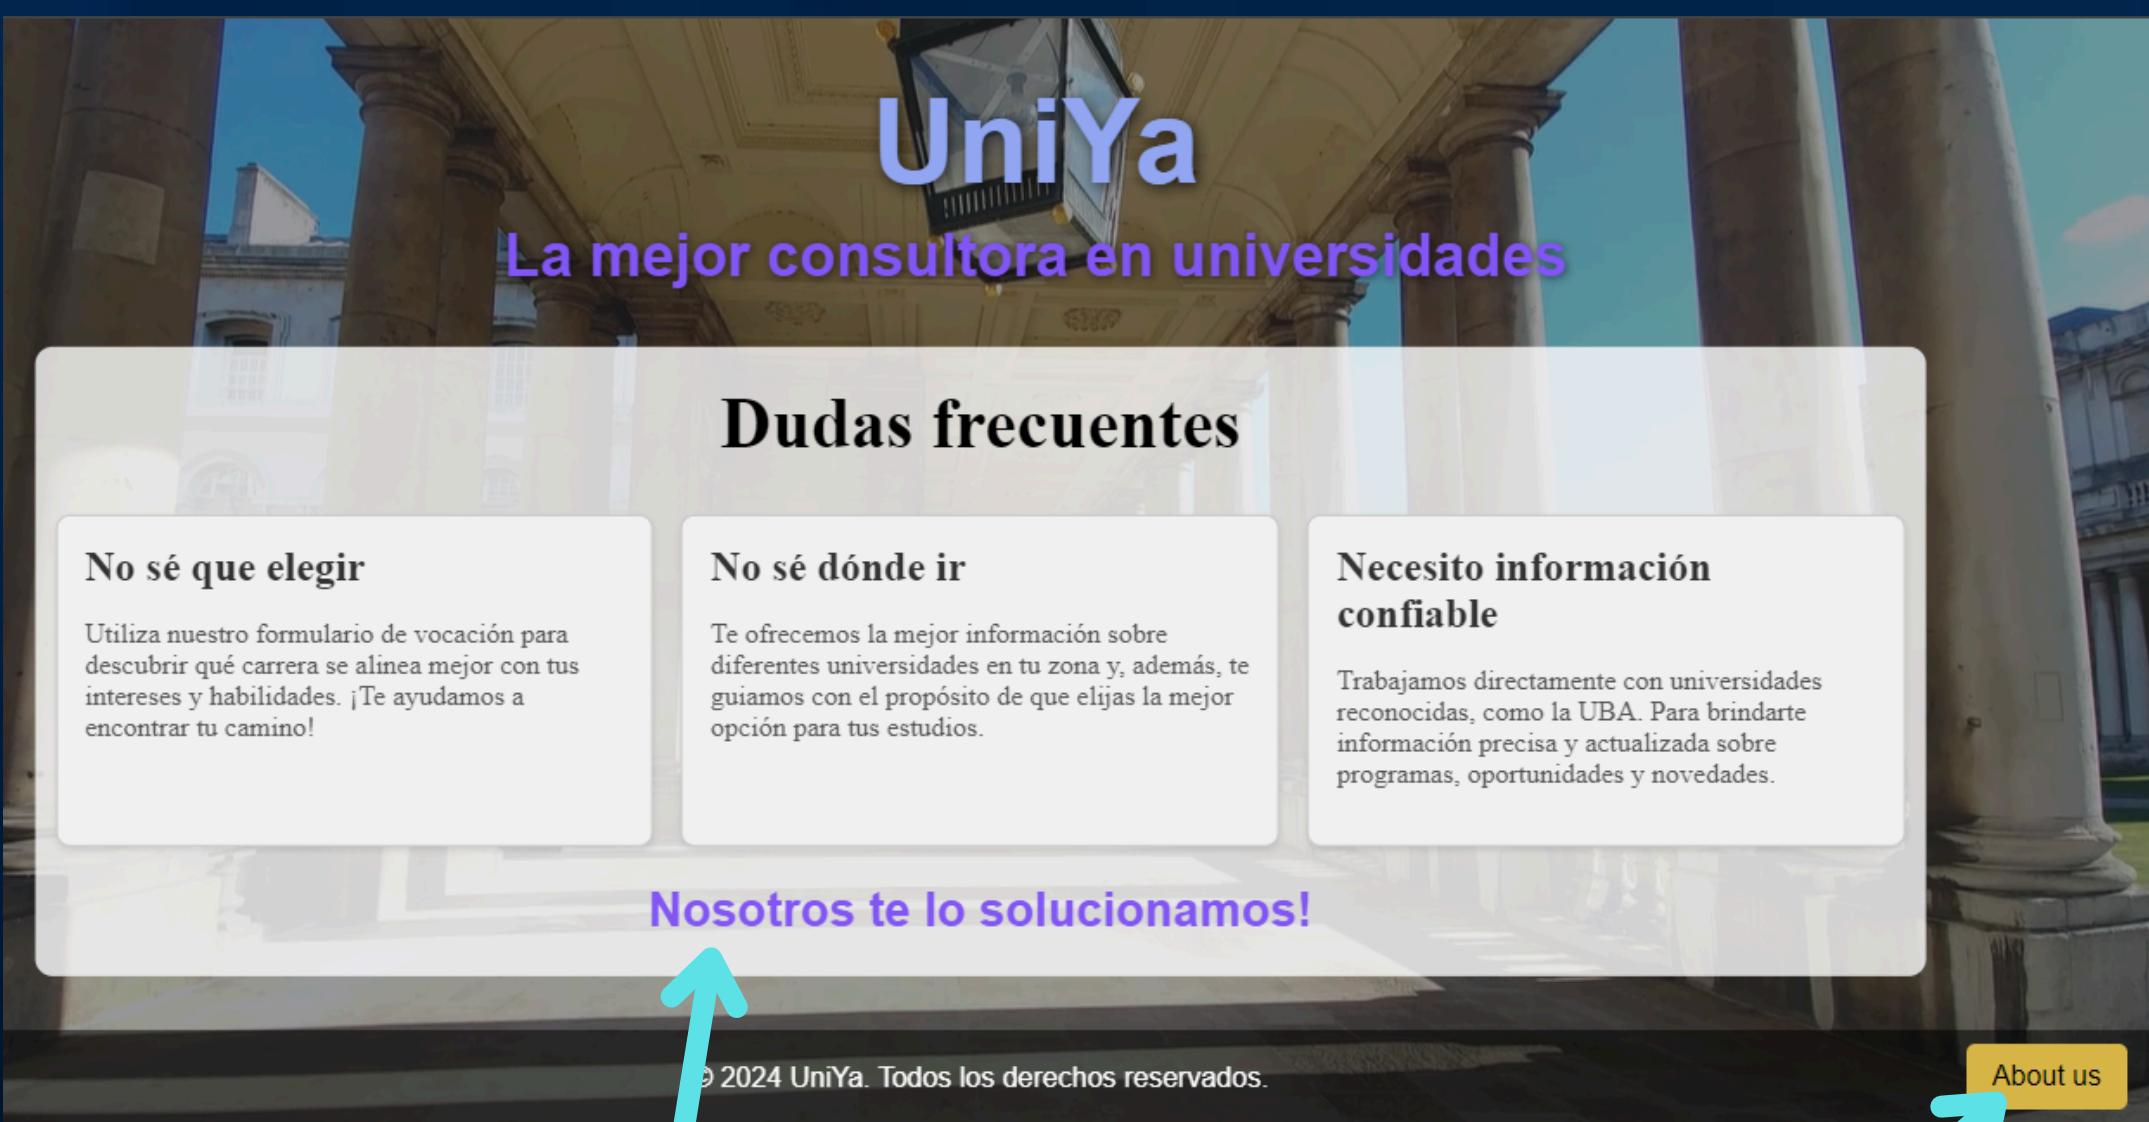 UniYa
La mejor consultora en universidades
Dudas frecuentes
No sé que elegir
Utiliza nuestro formulario de vocación para
descubrir qué carrera se alinea mejor con tus
intereses y habilidades. ¡Te ayudamos a
encontrar tu camino!
No sé dónde ir
Te ofrecemos la mejor información sobre
diferentes universidades en tu zona y, además, te
guiamos con el propósito de que elijas la mejor
opción para tus estudios.
Necesito información
confiable
Trabajamos directamente con universidades
reconocidas, como la UBA. Para brindarte
información precisa y actualizada sobre
programas, oportunidades y novedades.
Nosotros te lo solucionamos!
© 2024 UniYa. Todos los derechos reservados.
About us